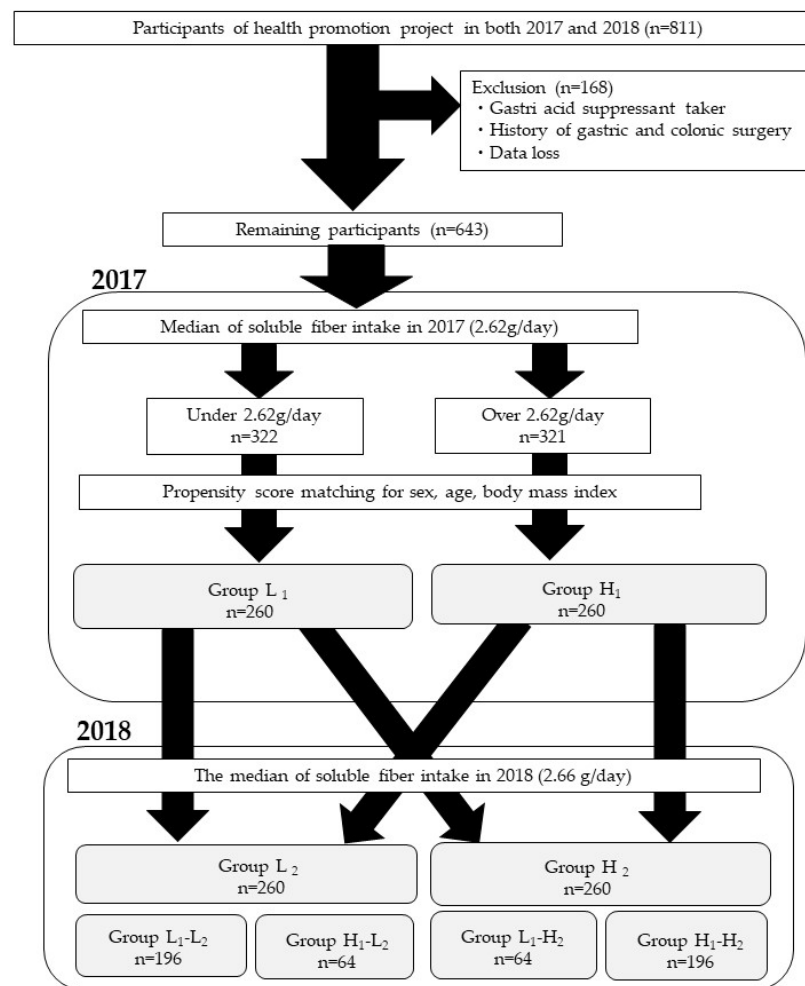 Participants of health promotion project in both 2017 and 2018 (n=811)
Exclusion (n=168)
・Gastri acid suppressant taker
・History of gastric and colonic surgery
・Data loss
Remaining participants (n=643)
2017
Median of soluble fiber intake in 2017 (2.62g/day)
Under 2.62g/day
n=322
Over 2.62g/day
n=321
Propensity score matching for sex, age, body mass index
Group L₁
n=260
Group H₁
n=260
2018
The median of soluble fiber intake in 2018 (2.66 g/day)
Group L₂
n=260
Group H₂
n=260
Group L₁-L₂
n=196
Group H₁-L₂
n=64
Group L₁-H₂
n=64
Group H₁-H₂
n=196